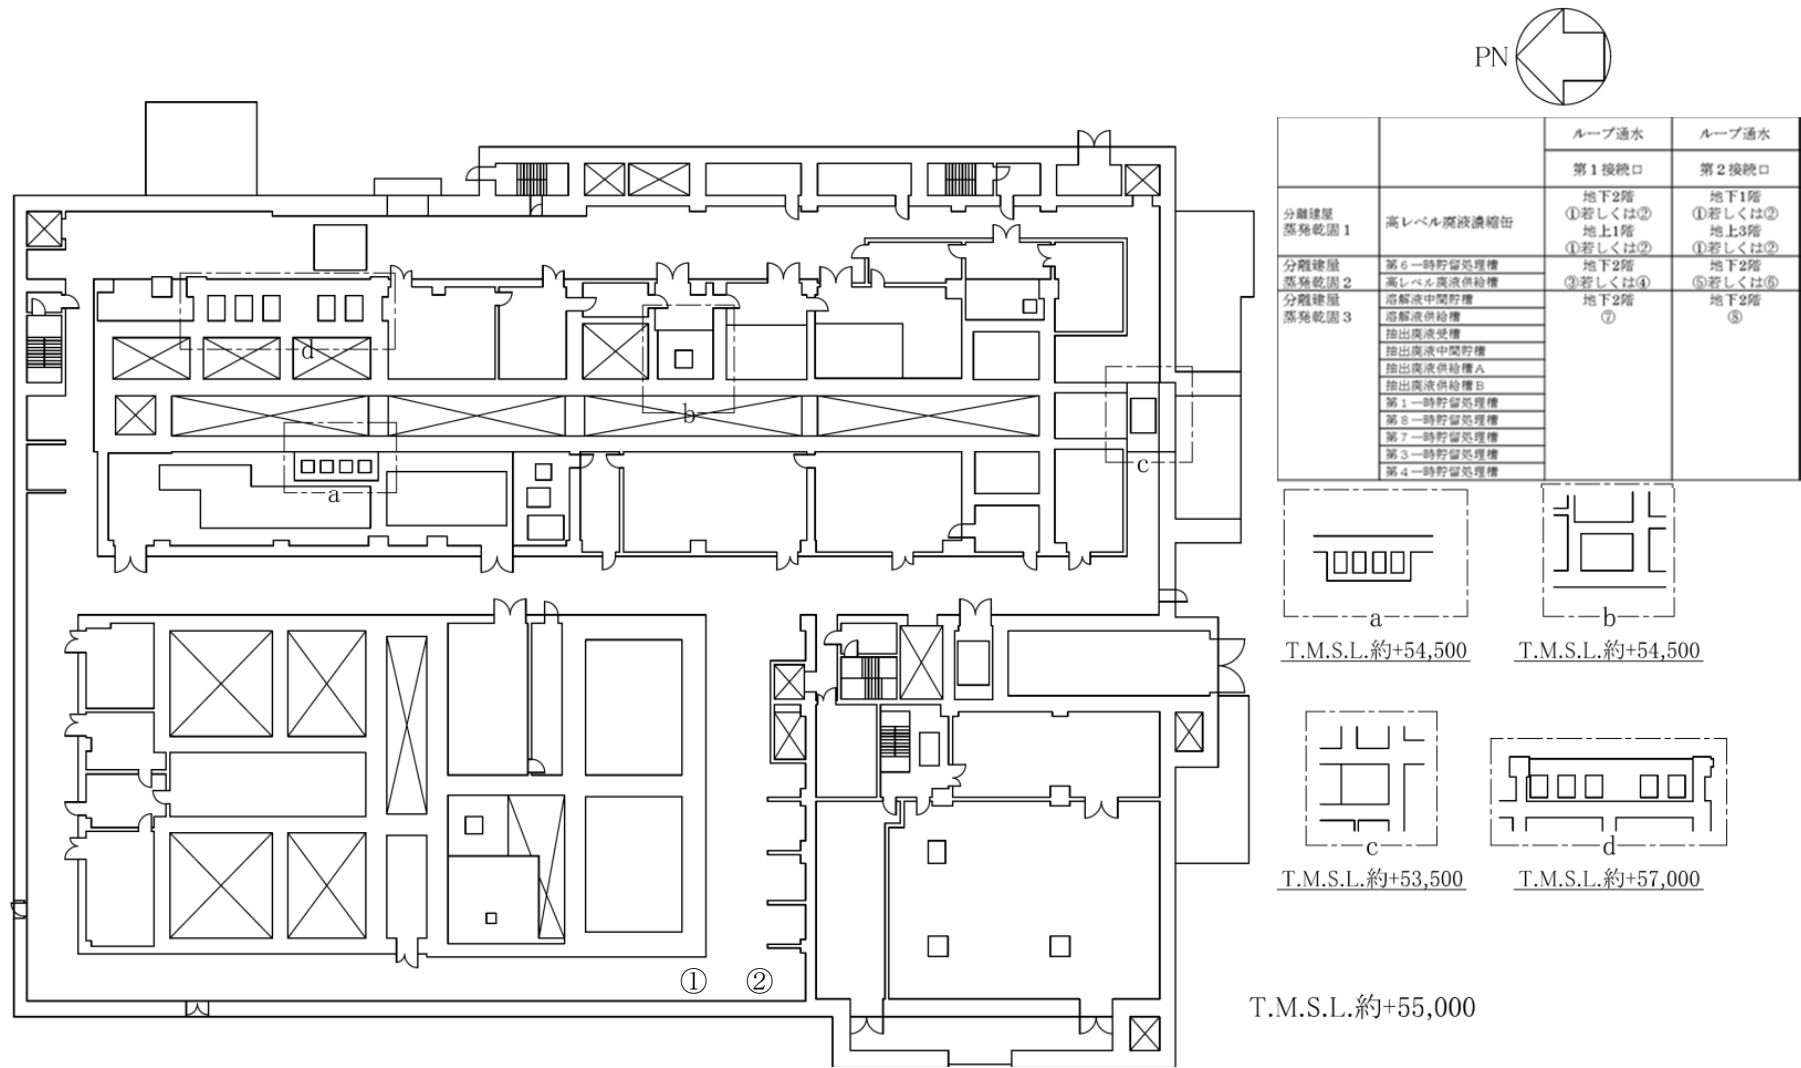 PN
ループ通水 ループ通水
第1接続口 第2接続口
分離建屋
蒸発乾固1
高レベル廃液濃縮缶
地下2階
①若しくは②
地上1階
①若しくは②
地下1階
①若しくは②
地上3階
①若しくは②
分離建屋
蒸発乾固2
第6一時貯留処理槽
高レベル廃液供給槽
地下2階
③若しくは④
地下2階
⑤若しくは⑥
分離建屋
蒸発乾固3
溶解液中間貯槽
溶解液供給槽
抽出廃液受槽
抽出廃液中間貯槽
抽出廃液供給槽A
抽出廃液供給槽B
第1一時貯留処理槽
第8一時貯留処理槽
第7一時貯留処理槽
第3一時貯留処理槽
第4一時貯留処理槽
地下2階
⑦
地下2階
⑧
d
b
c
a
a
T.M.S.L.約+54,500
b
T.M.S.L.約+54,500
c
T.M.S.L.約+53,500
d
T.M.S.L.約+57,000
① ②
T.M.S.L.約+55,000